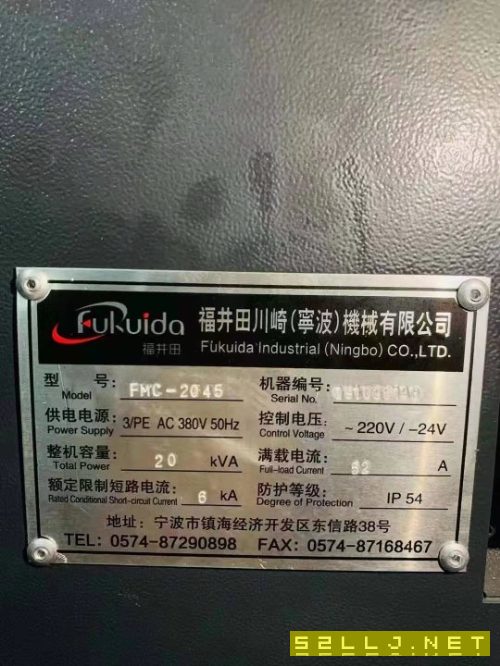 Fukuida
福井田
福井田川崎(寧波)機械有限公司
Fukuida Industrial (Ningbo) CO.,LTD.
型 号: FMC-2045 机器编号:
Model Serial No.
供电电源: 3/PE AC 380V 50Hz 控制电压: ~220V / -24V
Power Supply Control Voltage
整机容量: 20 kVA 满载电流: A
Total Power Full-load Current
额定限制短路电流: 6 kA 防护等级: IP 54
Rated Conditional Short-circuit Current Degree of Protection
地址: 宁波市镇海经济开发区东信路38号
TEL: 0574-87290898 FAX: 0574-87168467
52LLJ.NET